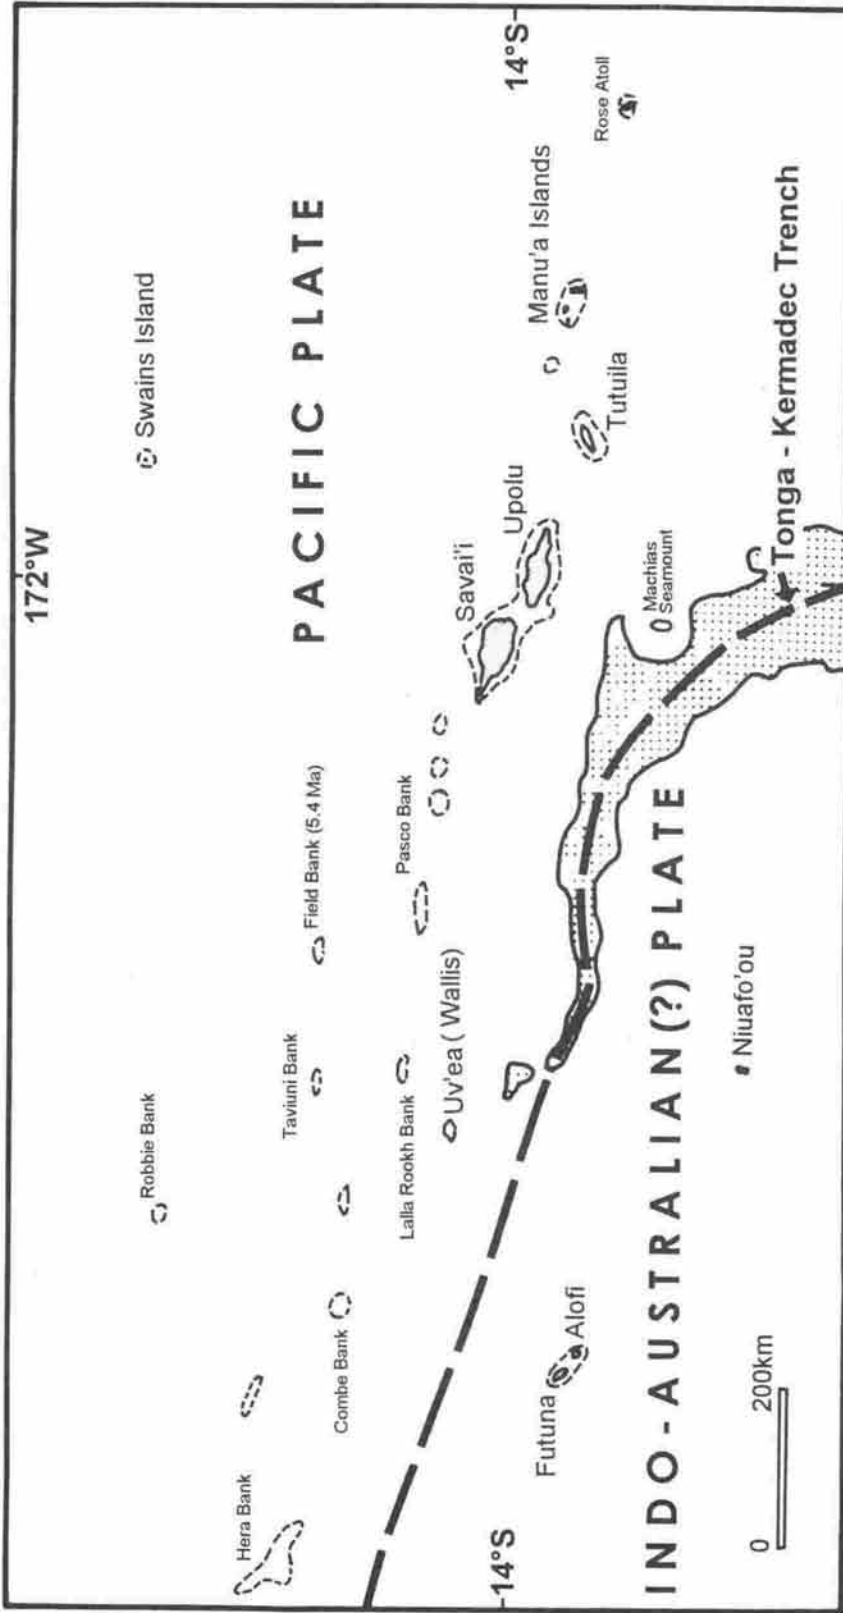 172°W
Swains Island
PACIFIC PLATE
14°S
Rose Atoll
Manu'a Islands
Tutuila
Upolu
Savai'i
Machias
Seamount
Tonga - Kermadec Trench
Robbie Bank
Taviuni Bank
Field Bank (5.4 Ma)
Pasco Bank
Lalla Rookh Bank
Uv'ea ( Wallis)
Hera Bank
Combe Bank
14°S
Futuna
Alofi
Niuafo'ou
INDO - AUSTRALIAN (?) PLATE
0 200km